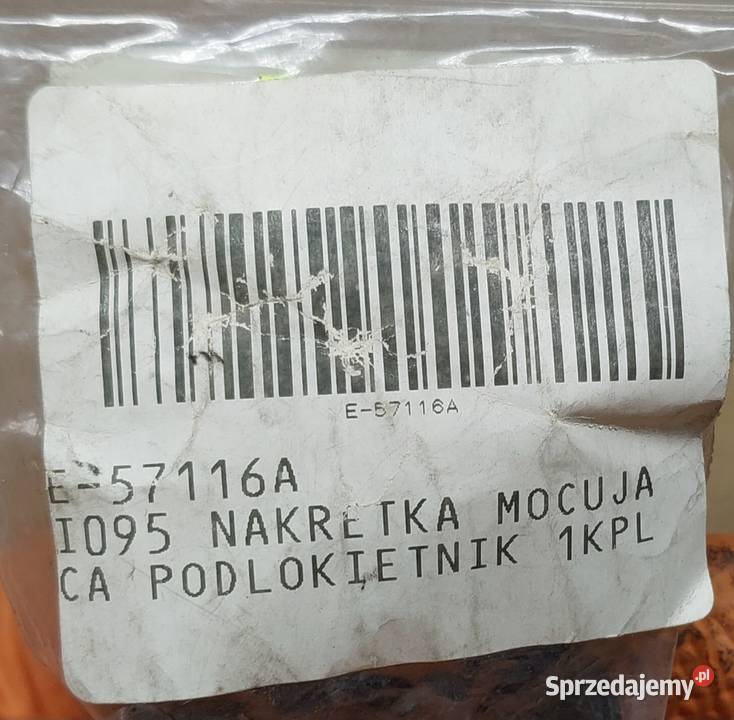 E-57116A
E-57116A
I095 NAKRETKA MOCUJA
CA PODLOKIETNIK 1KPL
Sprzedajemy.pl